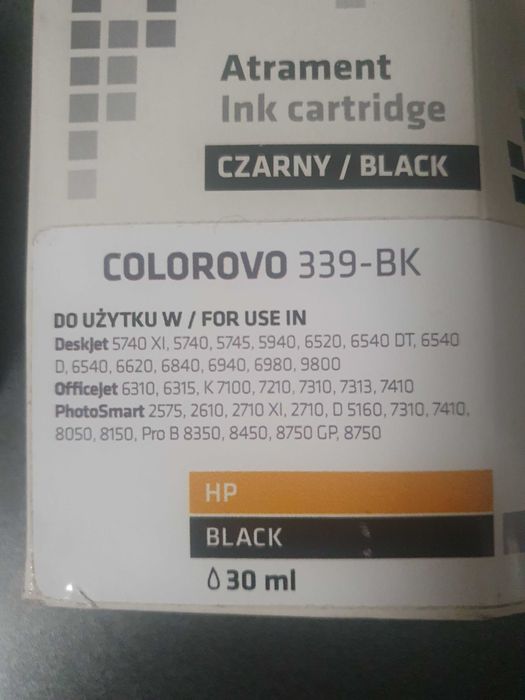 Atrament
Ink cartridge
CZARNY / BLACK
COLOROVO 339-BK
DO UŻYTKU W / FOR USE IN
DeskJet 5740 XI, 5740, 5745, 5940, 6520, 6540 DT, 6540
D, 6540, 6620, 6840, 6940, 6980, 9800
OfficeJet 6310, 6315, K 7100, 7210, 7310, 7313, 7410
PhotoSmart 2575, 2610, 2710 XI, 2710, D 5160, 7310, 7410,
8050, 8150, Pro B 8350, 8450, 8750 GP, 8750
HP
BLACK
30 ml